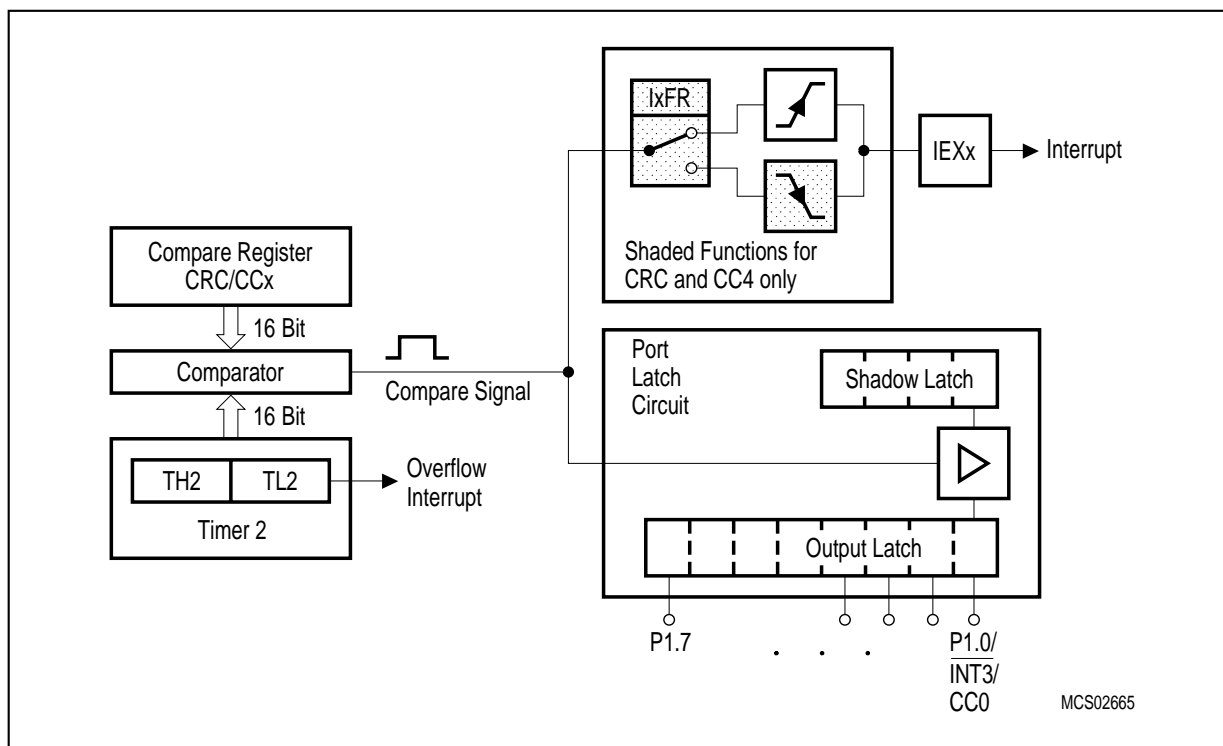 IxFR
IEXx
Interrupt
Shaded Functions for
CRC and CC4 only
Compare Register
CRC/CCx
16 Bit
Comparator
Compare Signal
16 Bit
TH2
TL2
Overflow
Interrupt
Timer 2
Port
Latch
Circuit
Shadow Latch
Output Latch
P1.7
. . .
P1.0/
INT3/
CC0
MCS02665